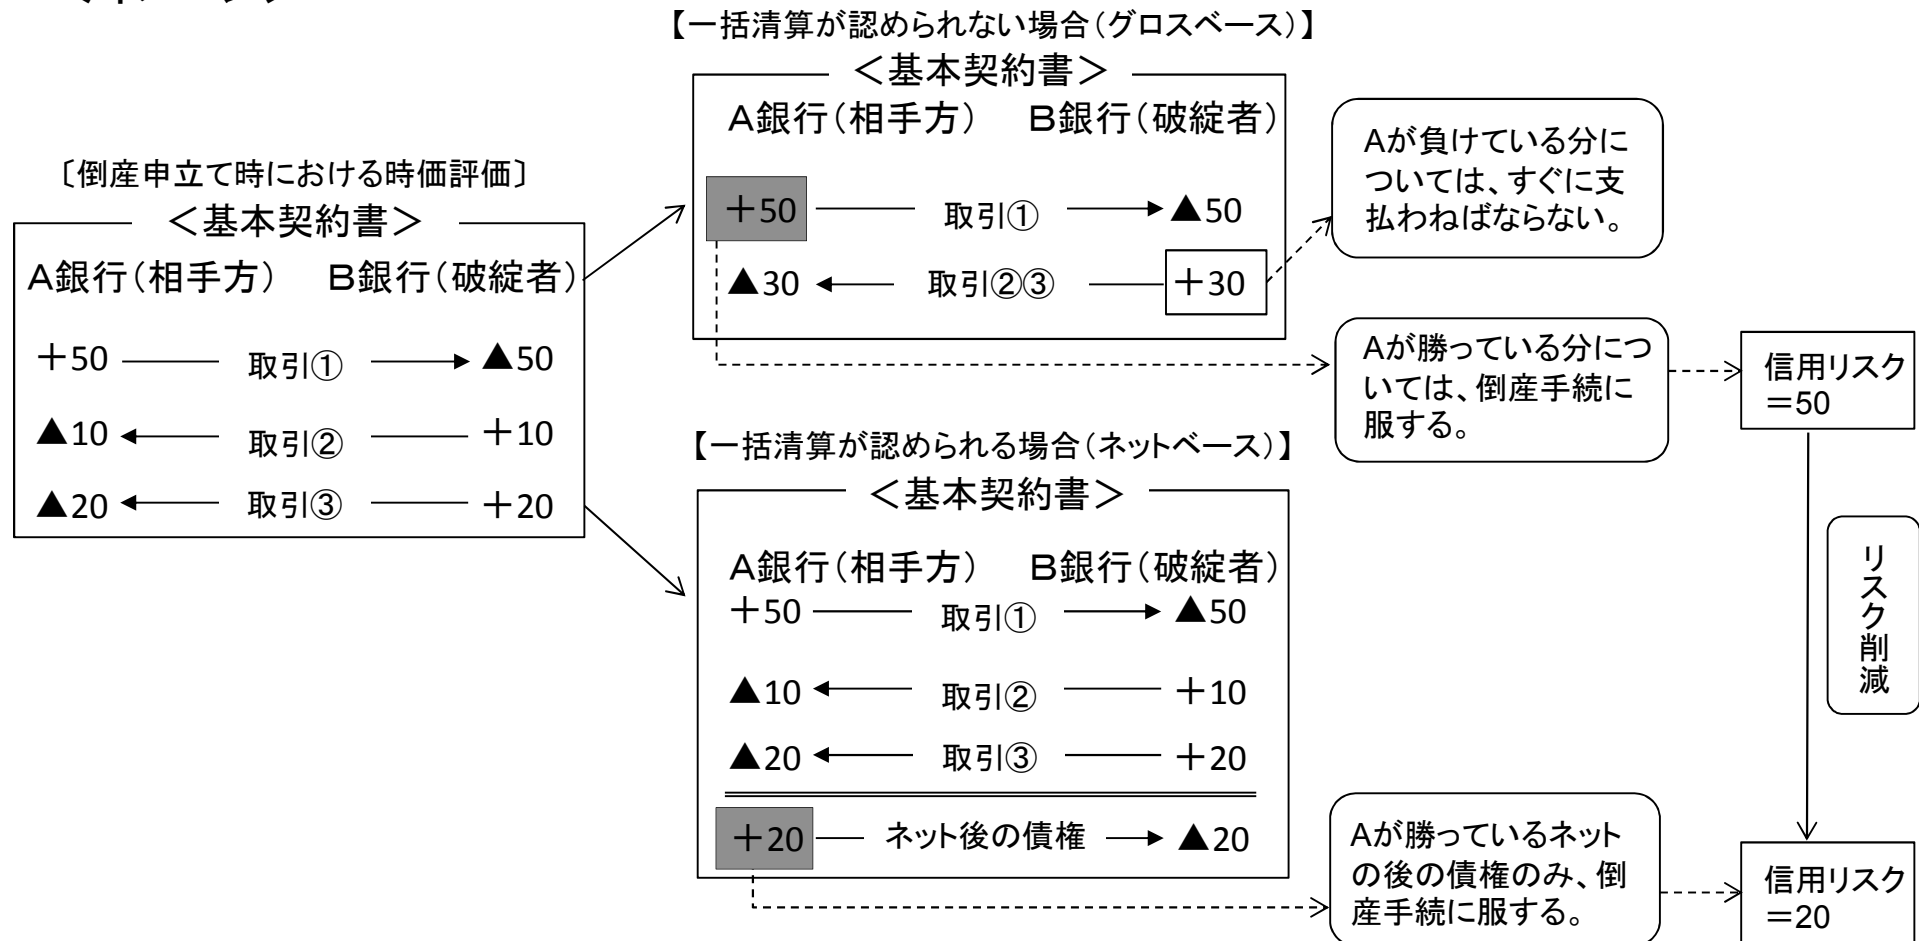 【一括清算が認められない場合(グロスベース)】
＜基本契約書＞
A銀行(相手方) B銀行(破綻者)
＋50 取引① ▲50
▲30 取引②③ ＋30
Aが負けている分に
ついては、すぐに支
払わねばならない。
〔倒産申立て時における時価評価〕
＜基本契約書＞
A銀行(相手方) B銀行(破綻者)
＋50 取引① ▲50
▲10 取引② ＋10
▲20 取引③ ＋20
Aが勝っている分につ
いては、倒産手続に
服する。
信用リスク
＝50
【一括清算が認められる場合(ネットベース)】
＜基本契約書＞
A銀行(相手方) B銀行(破綻者)
＋50 取引① ▲50
▲10 取引② ＋10
▲20 取引③ ＋20
＋20 ネット後の債権 ▲20
リスク削減
Aが勝っているネット
の後の債権のみ、倒
産手続に服する。
信用リスク
＝20